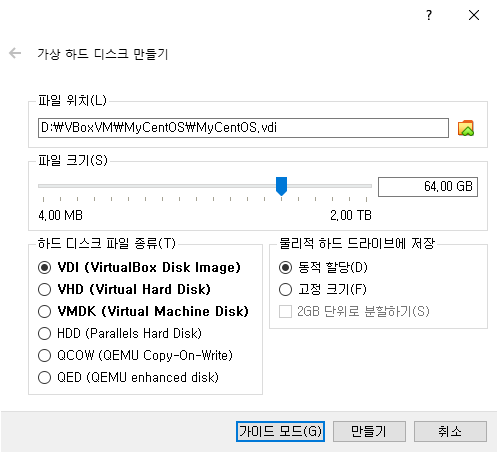 ?
가상 하드 디스크 만들기
파일 위치(L)
D:₩VBoxVM₩MyCentOS₩MyCentOS.vdi
파일 크기(S)
64,00 GB
4,00 MB 2,00 TB
하드 디스크 파일 종류(T)
VDI (VirtualBox Disk Image)
VHD (Virtual Hard Disk)
VMDK (Virtual Machine Disk)
HDD (Parallels Hard Disk)
QCOW (QEMU Copy-On-Write)
QED (QEMU enhanced disk)
물리적 하드 드라이브에 저장
동적 할당(D)
고정 크기(F)
2GB 단위로 분할하기(S)
가이드 모드(G) 만들기 취소